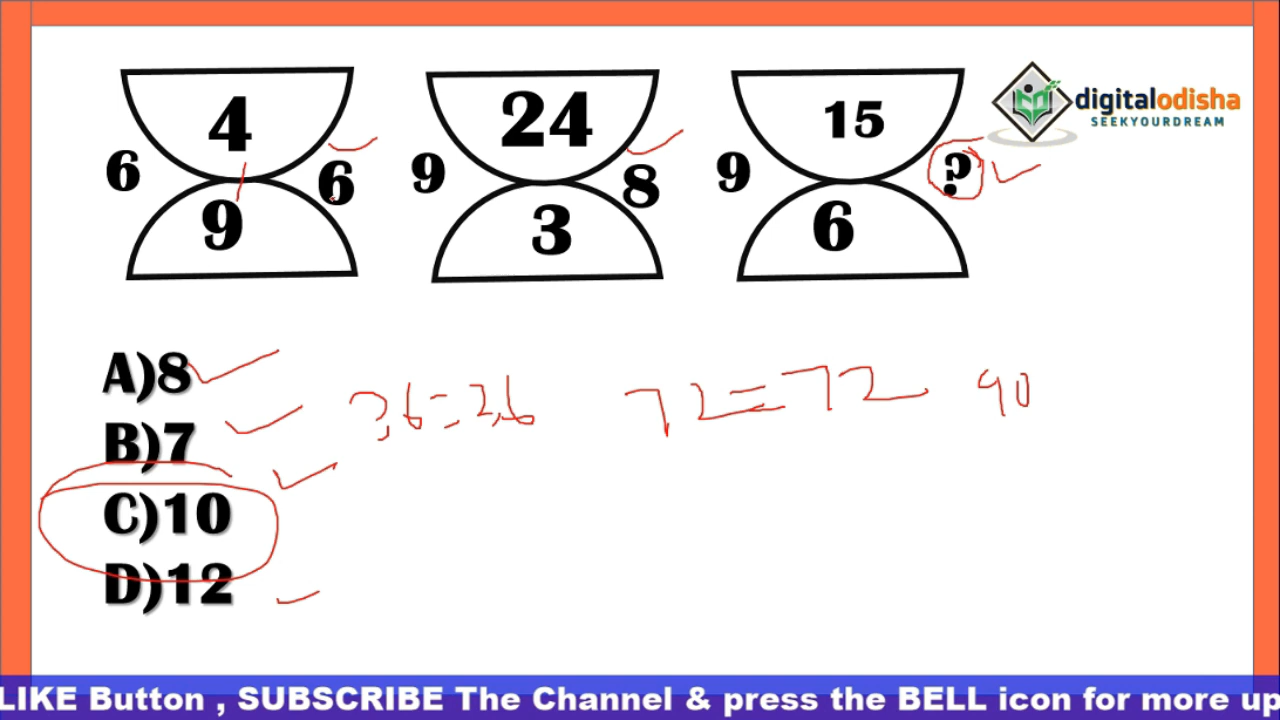 4 24 15
6 6 9 8 9 ?
9 3 6
digitalodisha
SEEKYOURDREAM
A)8
B)7
C)10
D)12
36=36 72=72 90
LIKE Button , SUBSCRIBE The Channel & press the BELL icon for more up